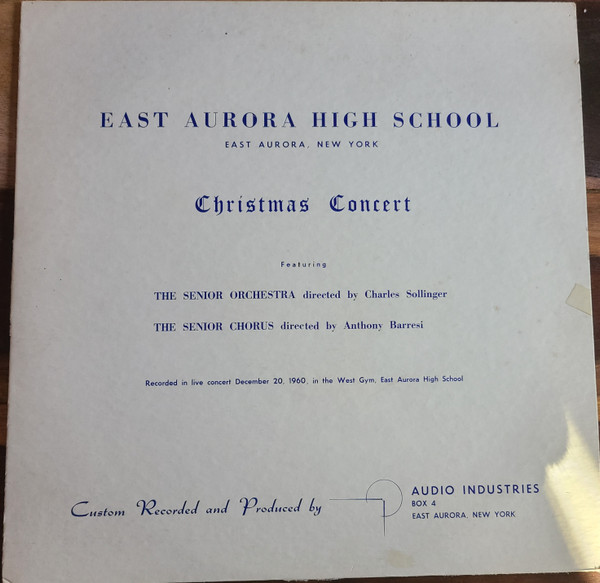 EAST AURORA HIGH SCHOOL
EAST AURORA, NEW YORK
Christmas Concert
Featuring
THE SENIOR ORCHESTRA directed by Charles Sollinger
THE SENIOR CHORUS directed by Anthony Barresi
Recorded in live concert December 20, 1960, in the West Gym, East Aurora High School
Custom Recorded and Produced by
AUDIO INDUSTRIES
BOX 4
EAST AURORA, NEW YORK